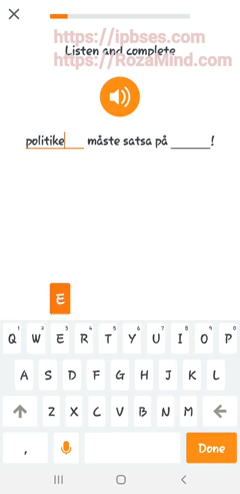 https://ipbses.com
Listen and complete
https://RozaMind.com
politike måste satsa på ______!
E
Q W E R T Y U I O P
A S D F G H J K L
Z X C V B N M
, Done